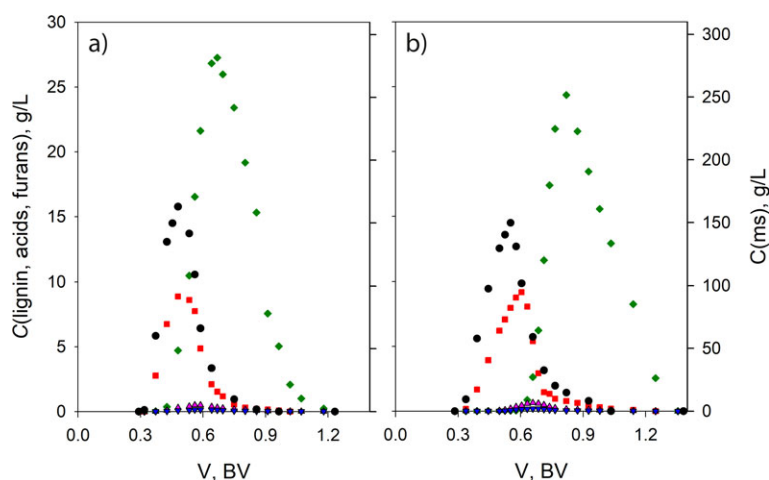 a)
b)
30
25
20
15
10
5
0
C(lignin, acids, furans), g/L
300
250
200
150
100
50
0
C(ms), g/L
0.0 0.3 0.6 0.9 1.2
0.0 0.3 0.6 0.9 1.2
V, BV
V, BV